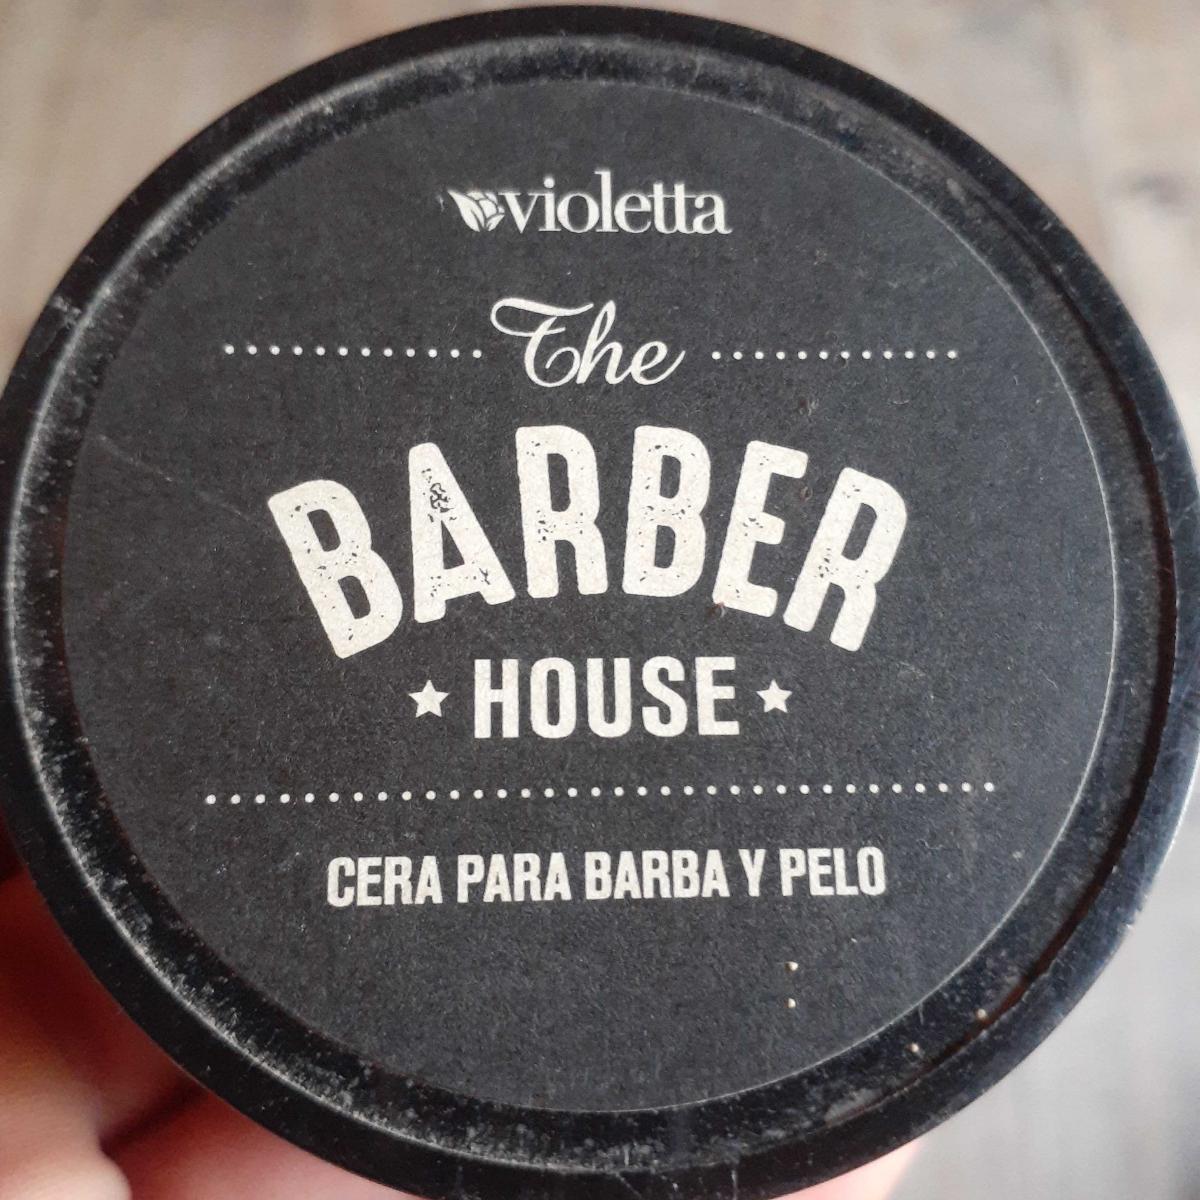 violetta
The
BARBER
HOUSE
CERA PARA BARBA Y PELO